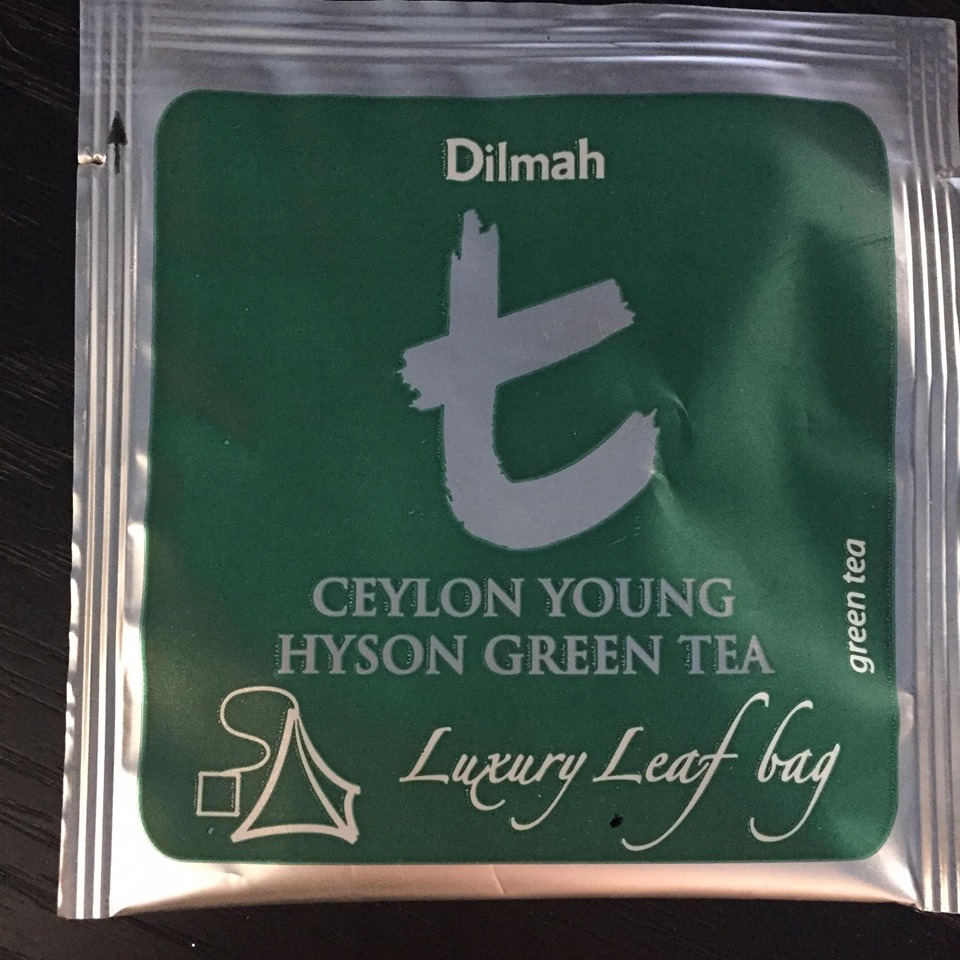 Dilmah
t
CEYLON YOUNG
HYSON GREEN TEA
Luxury Leaf bag
green tea